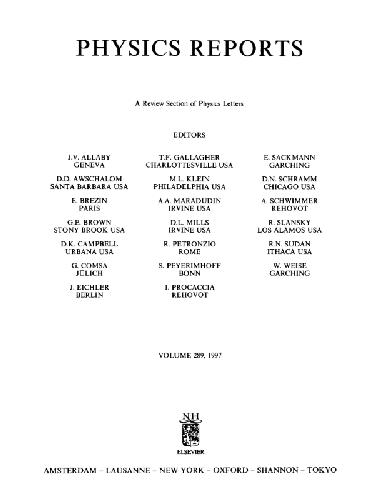 PHYSICS REPORTS
A Review Section of Physics Letters
EDITORS
J.V. ALLABY
GENEVA
T.F. GALLAGHER
CHARLOTTESVILLE USA
E. SACKMANN
GARCHING
D.D. AWSCHALOM
SANTA BARBARA USA
M.L. KLEIN
PHILADELPHIA USA
D.N. SCHRAMM
CHICAGO USA
E. BREZIN
PARIS
A.A. MARADUDIN
IRVINE USA
A. SCHWIMMER
REHOVOT
G.E. BROWN
STONY BROOK USA
D.L. MILLS
IRVINE USA
R. SLANSKY
LOS ALAMOS USA
D.K. CAMPBELL
URBANA USA
R. PETRONZIO
ROME
R.N. SUDAN
ITHACA USA
G. COMSA
JÜLICH
S. PEYERIMHOFF
BONN
W. WEISE
GARCHING
J. EICHLER
BERLIN
I. PROCACCIA
REHOVOT
VOLUME 289, 1997
NH
ELSEVIER
AMSTERDAM – LAUSANNE – NEW YORK – OXFORD – SHANNON – TOKYO